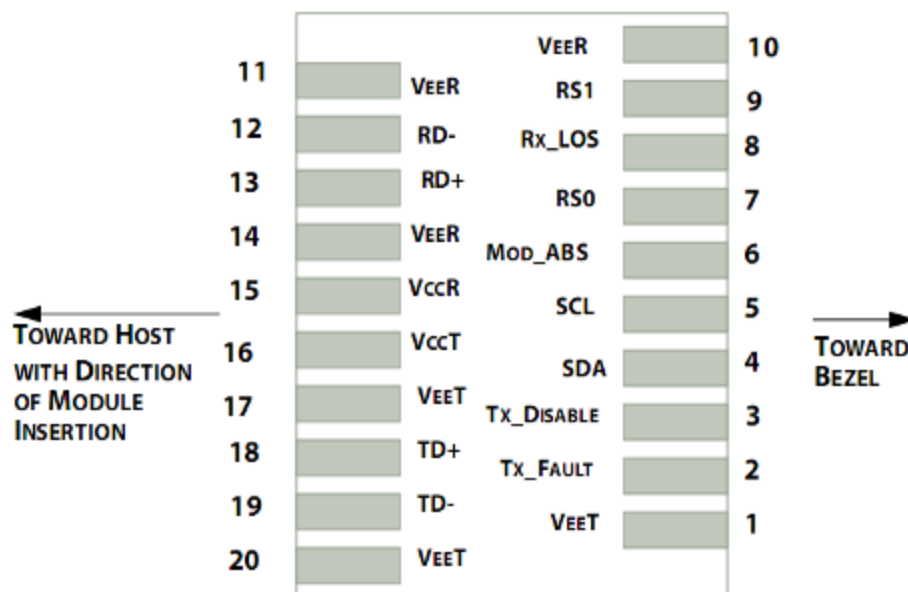 VEER 10
11 VEER
RS1 9
12 RD-
RX_LOS 8
13 RD+
RS0 7
14 VEER
MOD_ABS 6
15 VCCR
SCL 5
TOWARD HOST
WITH DIRECTION
OF MODULE
INSERTION
TOWARD
BEZEL
16 VCCT
SDA 4
17 VEET
TX_DISABLE 3
18 TD+
TX_FAULT 2
19 TD-
VEET 1
20 VEET